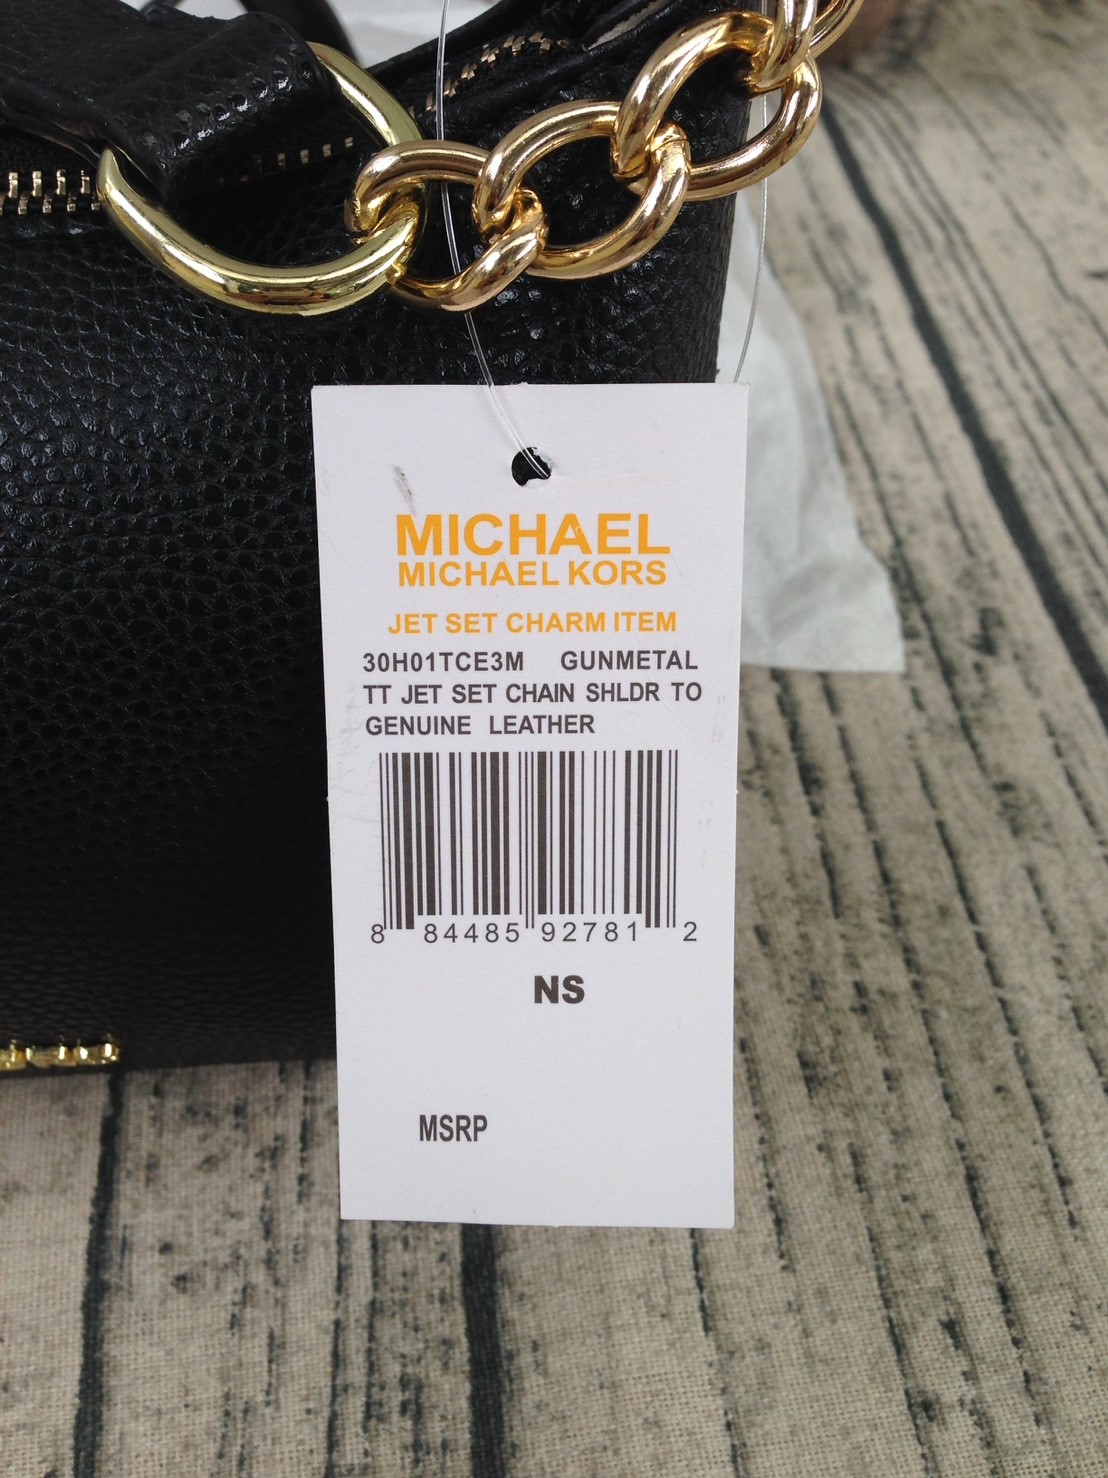 MICHAEL
MICHAEL KORS
JET SET CHARM ITEM
30H01TCE3M GUNMETAL
TT JET SET CHAIN SHLDR TO
GENUINE LEATHER
8 84485 92781 2
NS
MSRP